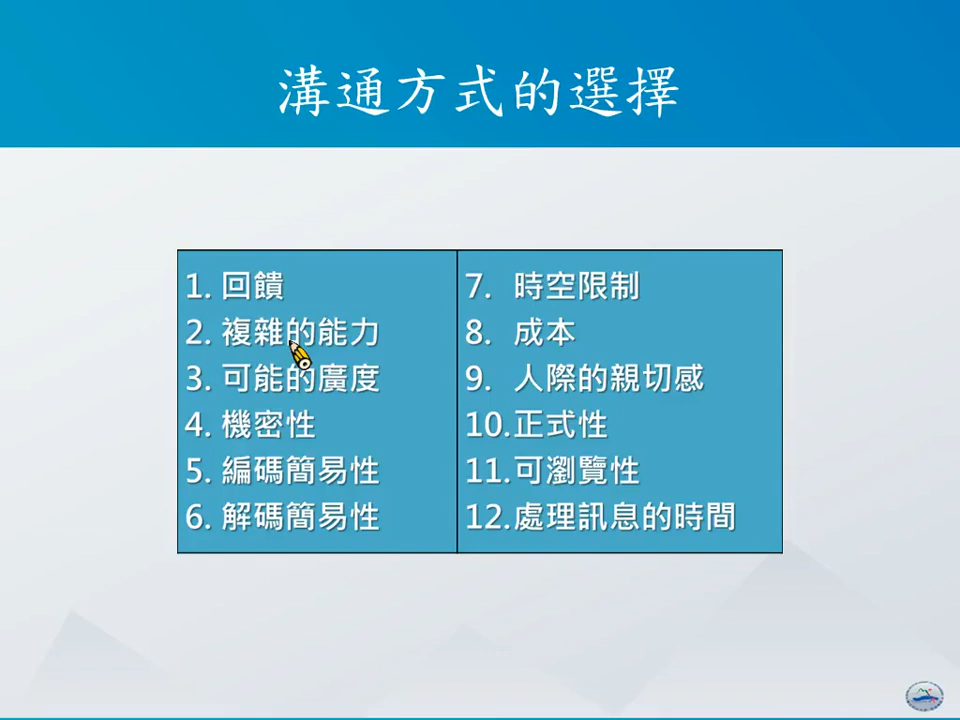 溝通方式的選擇
1. 回饋
2. 複雜的能力
3. 可能的廣度
4. 機密性
5. 編碼簡易性
6. 解碼簡易性
7. 時空限制
8. 成本
9. 人際的親切感
10.正式性
11.可瀏覽性
12.處理訊息的時間